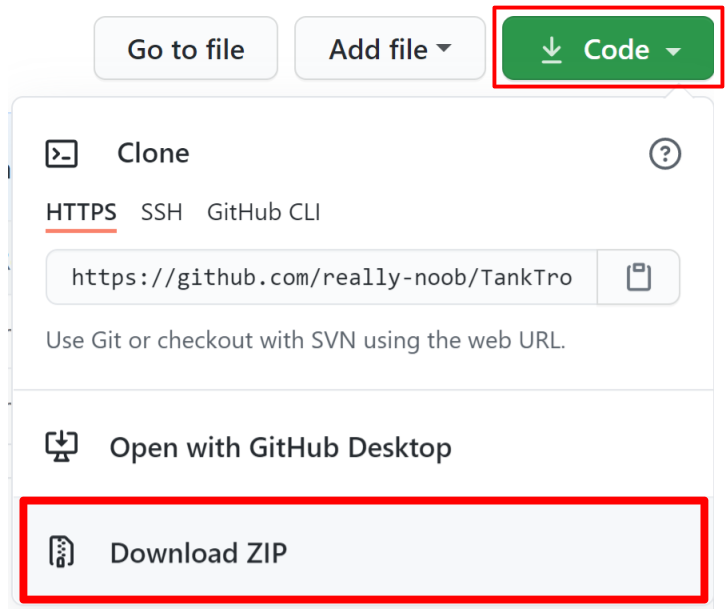 Go to file
Add file
Code
Clone
HTTPS SSH GitHub CLI
https://github.com/really-noob/TankTro
Use Git or checkout with SVN using the web URL.
Open with GitHub Desktop
Download ZIP